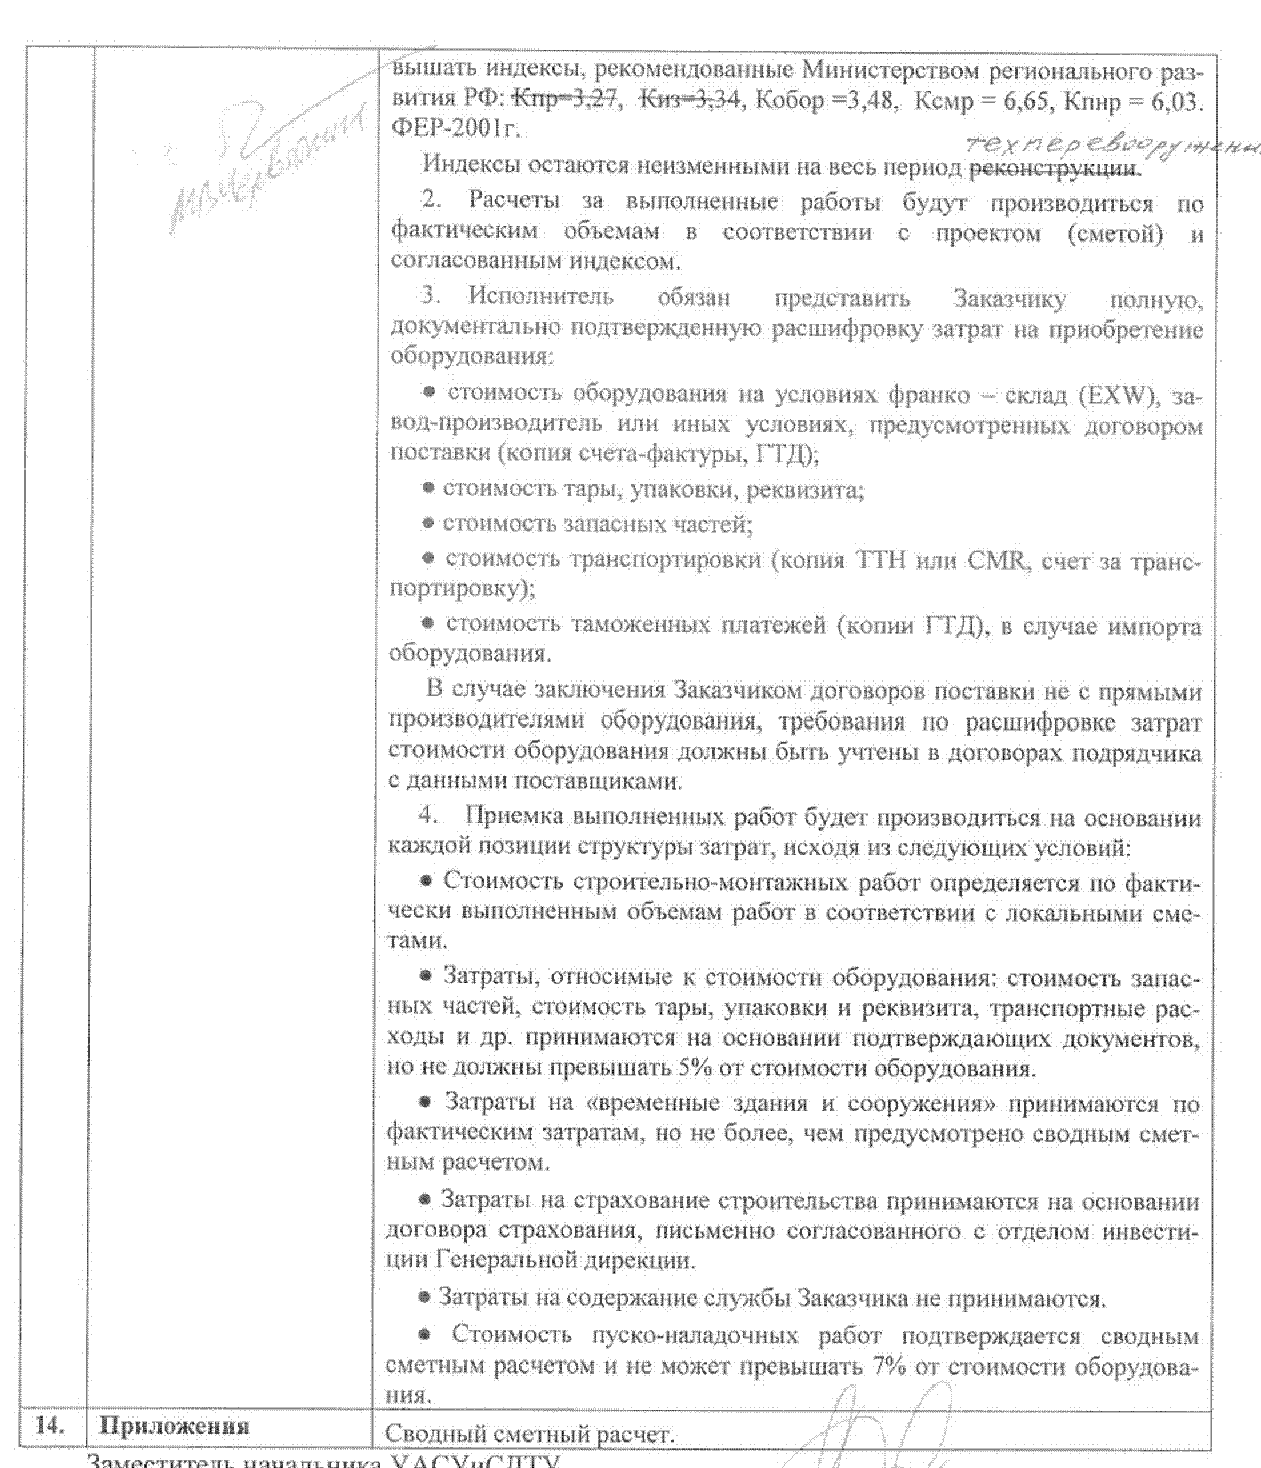 вышать индексы, рекомендованные Министерством регионального раз-
вития РФ: Кпр=3,27, Киз=3,34, Кобор =3,48, Ксмр = 6,65, Кпнр = 6,03.
ФЕР-2001г.
техперевооружени
Индексы остаются неизменными на весь период реконструкции.
2. Расчеты за выполненные работы будут производиться по
фактическим объемам в соответствии с проектом (сметой) и
согласованным индексом.
3. Исполнитель обязан представить Заказчику полную,
документально подтвержденную расшифровку затрат на приобретение
оборудования:
● стоимость оборудования на условиях франко – склад (EXW), за-
вод-производитель или иных условиях, предусмотренных договором
поставки (копия счета-фактуры, ГТД);
● стоимость тары, упаковки, реквизита;
● стоимость запасных частей;
● стоимость транспортировки (копия ТТН или CMR, счет за транс-
портировку);
● стоимость таможенных платежей (копии ГТД), в случае импорта
оборудования.
В случае заключения Заказчиком договоров поставки не с прямыми
производителями оборудования, требования по расшифровке затрат
стоимости оборудования должны быть учтены в договорах подрядчика
с данными поставщиками.
4. Приемка выполненных работ будет производиться на основании
каждой позиции структуры затрат, исходя из следующих условий:
● Стоимость строительно-монтажных работ определяется по факти-
чески выполненным объемам работ в соответствии с локальными сме-
тами.
● Затраты, относимые к стоимости оборудования: стоимость запас-
ных частей, стоимость тары, упаковки и реквизита, транспортные рас-
ходы и др. принимаются на основании подтверждающих документов,
но не должны превышать 5% от стоимости оборудования.
● Затраты на «временные здания и сооружения» принимаются по
фактическим затратам, но не более, чем предусмотрено сводным смет-
ным расчетом.
● Затраты на страхование строительства принимаются на основании
договора страхования, письменно согласованного с отделом инвести-
ции Генеральной дирекции.
● Затраты на содержание службы Заказчика не принимаются.
● Стоимость пуско-наладочных работ подтверждается сводным
сметным расчетом и не может превышать 7% от стоимости оборудова-
ния.
14. Приложения Сводный сметный расчет.
Заместитель начальника УАСУиСДТУ